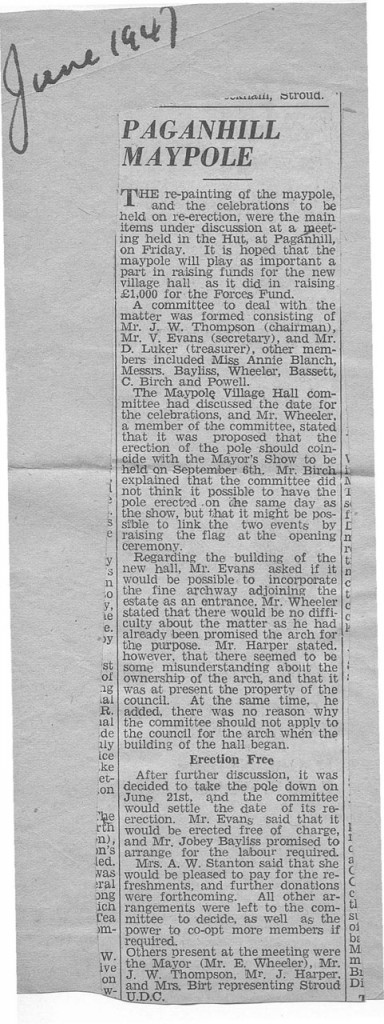 June 1947
Stroud.
PAGANHILL
MAYPOLE
THE re-painting of the maypole,
and the celebrations to be
held on re-erection, were the main
items under discussion at a meet-
ing held in the Hut, at Paganhill,
on Friday. It is hoped that the
maypole will play as important a
part in raising funds for the new
village hall as it did in raising
£1,000 for the Forces Fund.
A committee to deal with the
matter was formed consisting of
Mr. J. W. Thompson (chairman),
Mr. V. Evans (secretary), and Mr.
D. Luker (treasurer), other mem-
bers included Miss Annie Blanch,
Messrs. Bayliss, Wheeler, Bassett,
C. Birch and Powell.
The Maypole Village Hall com-
mittee had discussed the date for
the celebrations, and Mr. Wheeler,
a member of the committee, stated
that it was proposed that the
erection of the pole should coin-
cide with the Mayor's Show to be
held on September 6th. Mr. Birch
explained that the committee did
not think it possible to have the
pole erected on the same day as
the show, but that it might be pos-
sible to link the two events by
raising the flag at the opening
ceremony.
Regarding the building of the
new hall, Mr. Evans asked if it
would be possible to incorporate
the fine archway adjoining the
estate as an entrance. Mr. Wheeler
stated that there would be no diffi-
culty about the matter as he had
already been promised the arch for
the purpose. Mr. Harper stated,
however, that there seemed to be
some misunderstanding about the
ownership of the arch, and that it
was at present the property of the
council. At the same time, he
added, there was no reason why
the committee should not apply to
the council for the arch when the
building of the hall began.
Erection Free
After further discussion, it was
decided to take the pole down on
June 21st, and the committee
would settle the date of its re-
erection. Mr. Evans said that it
would be erected free of charge,
and Mr. Jobey Bayliss promised to
arrange for the labour required.
Mrs. A. W. Stanton said that she
would be pleased to pay for the re-
freshments, and further donations
were forthcoming. All other ar-
rangements were left to the com-
mittee to decide, as well as the
power to co-opt more members if
required.
Others present at the meeting were
the Mayor (Mr. E. Wheeler), Mr.
J. W. Thompson, Mr. J. Harper,
and Mrs. Birt representing Stroud
U.D.C.